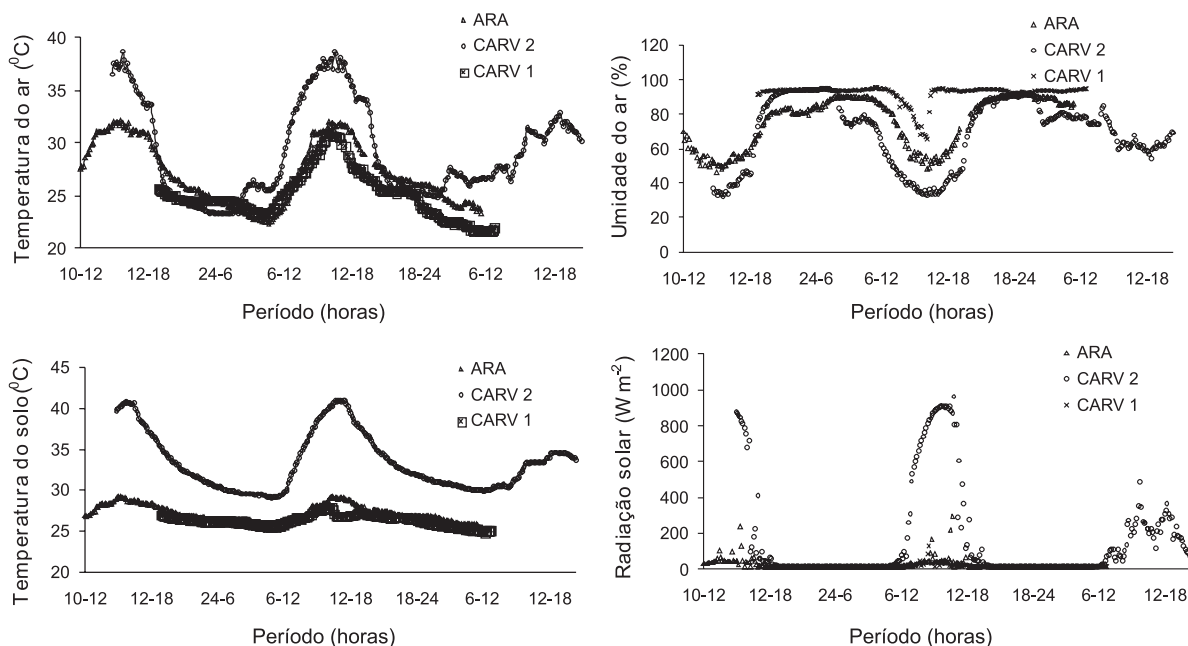 ARA
CARV 2
CARV 1
Temperatura do ar (⁰C)
40
35
30
25
20
10-12 12-18 24-6 6-12 12-18 18-24 6-12 12-18
Período (horas)
ARA
CARV 2
CARV 1
Umidade do ar (%)
120
100
80
60
40
20
0
10-12 12-18 24-6 6-12 12-18 18-24 6-12 12-18
Período (horas)
ARA
CARV 2
CARV 1
Temperatura do solo(⁰C)
45
40
35
30
25
20
10-12 12-18 24-6 6-12 12-18 18-24 6-12 12-18
Período (horas)
ARA
CARV 2
CARV 1
Radiação solar (W m-2)
1200
1000
800
600
400
200
0
10-12 12-18 24-6 6-12 12-18 18-24 6-12 12-18
Período (horas)